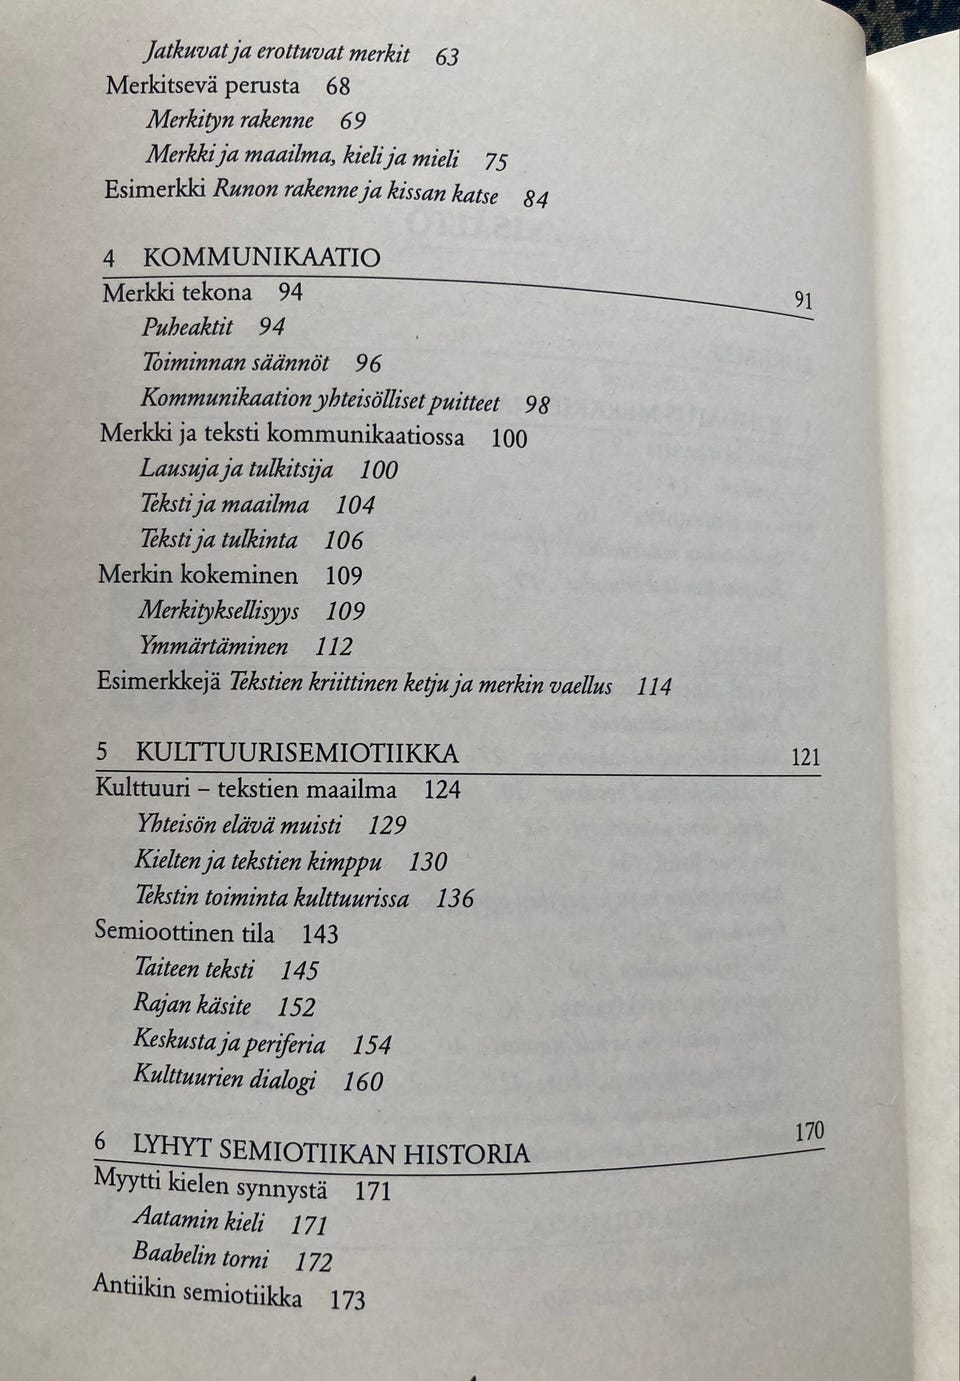 Jatkuvat ja erottuvat merkit 63
Merkitsevä perusta 68
Merkityn rakenne 69
Merkki ja maailma, kieli ja mieli 75
Esimerkki Runon rakenne ja kissan katse 84
4 KOMMUNIKAATIO 91
Merkki tekona 94
Puheaktit 94
Toiminnan säännöt 96
Kommunikaation yhteisölliset puitteet 98
Merkki ja teksti kommunikaatiossa 100
Lausuja ja tulkitsija 100
Teksti ja maailma 104
Teksti ja tulkinta 106
Merkin kokeminen 109
Merkityksellisyys 109
Ymmärtäminen 112
Esimerkkejä Tekstien kriittinen ketju ja merkin vaellus 114
5 KULTTUURISEMIOTIIKKA 121
Kulttuuri – tekstien maailma 124
Yhteisön elävä muisti 129
Kielten ja tekstien kimppu 130
Tekstin toiminta kulttuurissa 136
Semioottinen tila 143
Taiteen teksti 145
Rajan käsite 152
Keskusta ja periferia 154
Kulttuurien dialogi 160
6 LYHYT SEMIOTIIKAN HISTORIA 170
Myytti kielen synnystä 171
Aatamin kieli 171
Baabelin torni 172
Antiikin semiotiikka 173